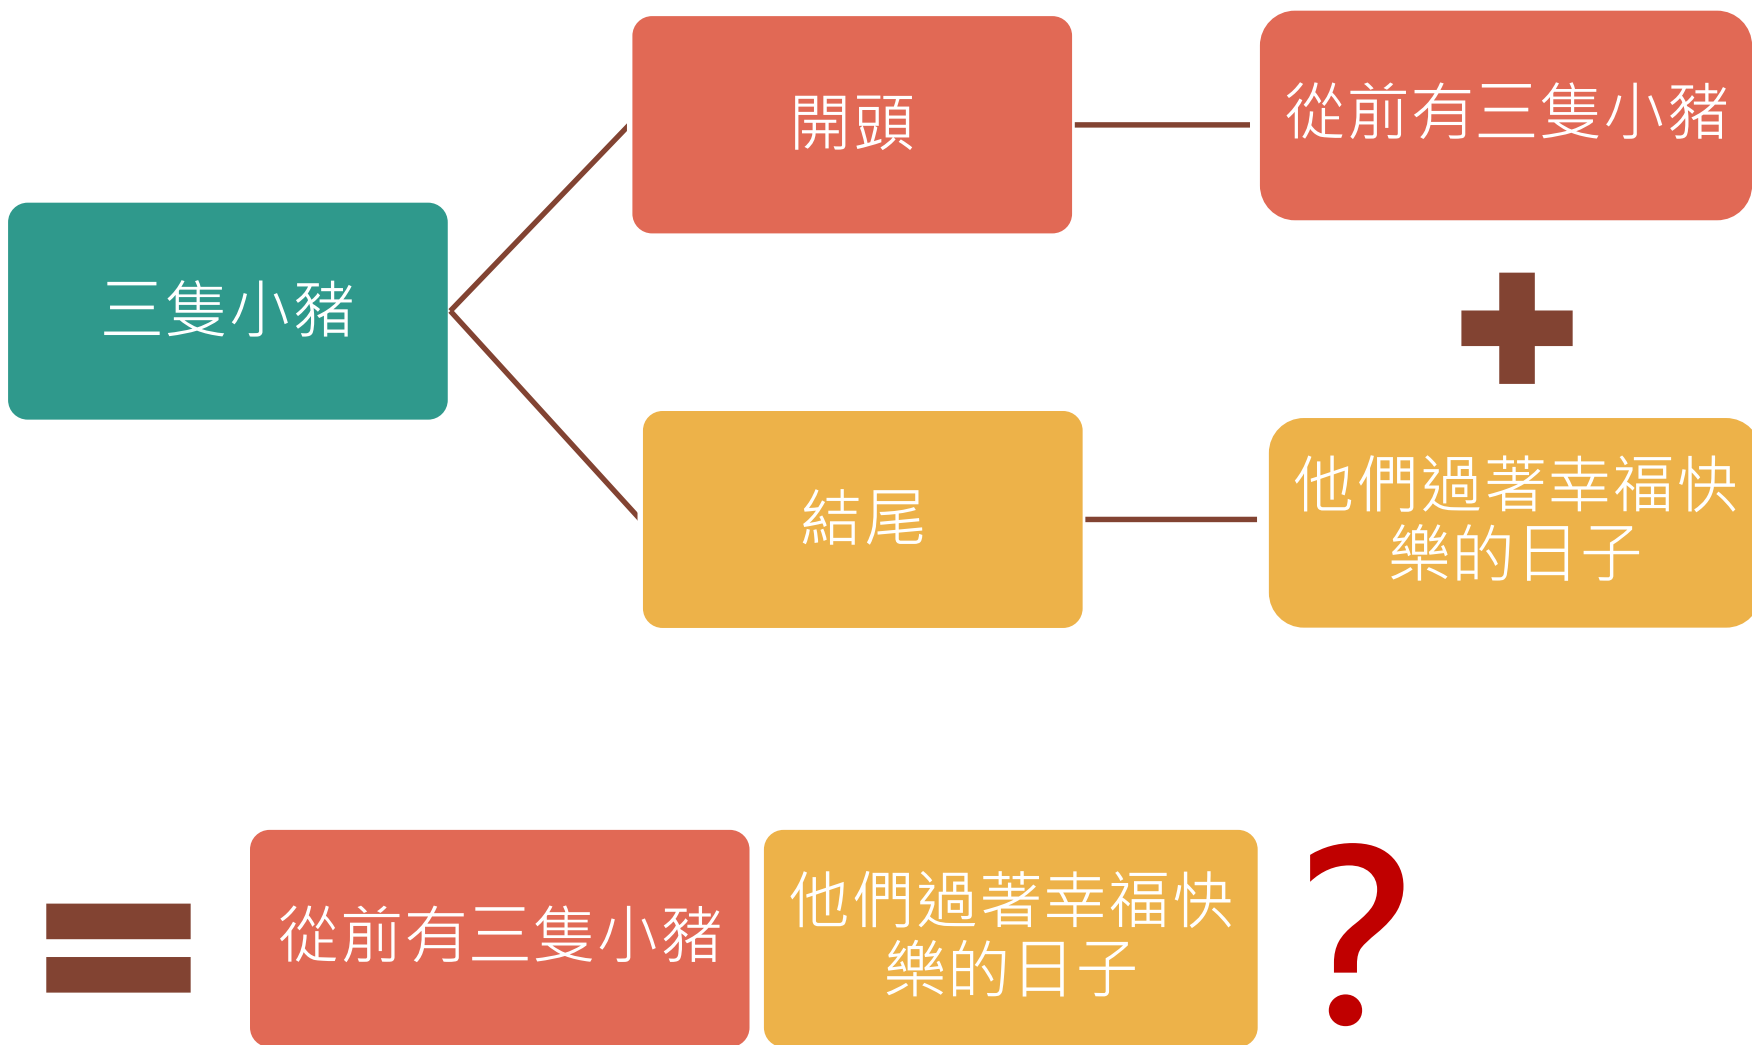 開頭
從前有三隻小豬
三隻小豬
結尾
他們過著幸福快
樂的日子
從前有三隻小豬
他們過著幸福快
樂的日子
?